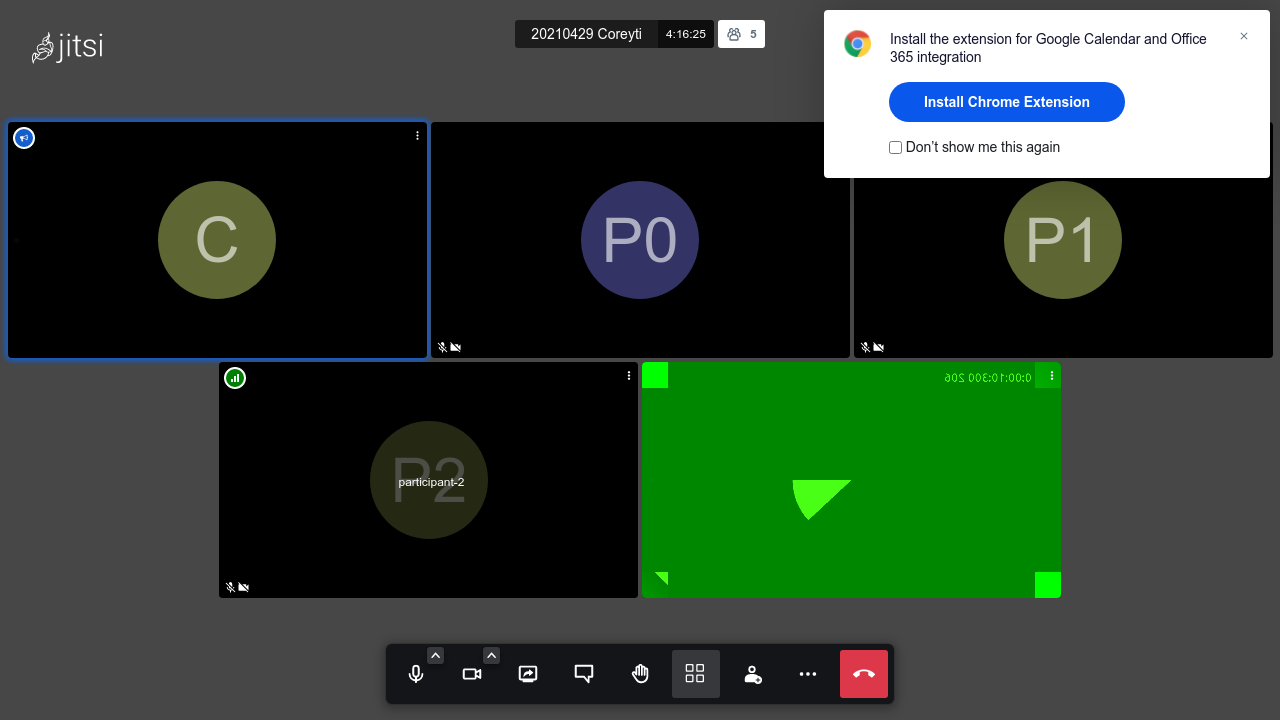 jitsi
20210429 Coreyti 4:16:25 5
Install the extension for Google Calendar and Office
365 integration
Install Chrome Extension
Don't show me this again
C
P0
P1
P2
participant-2
0:00:10:300 206